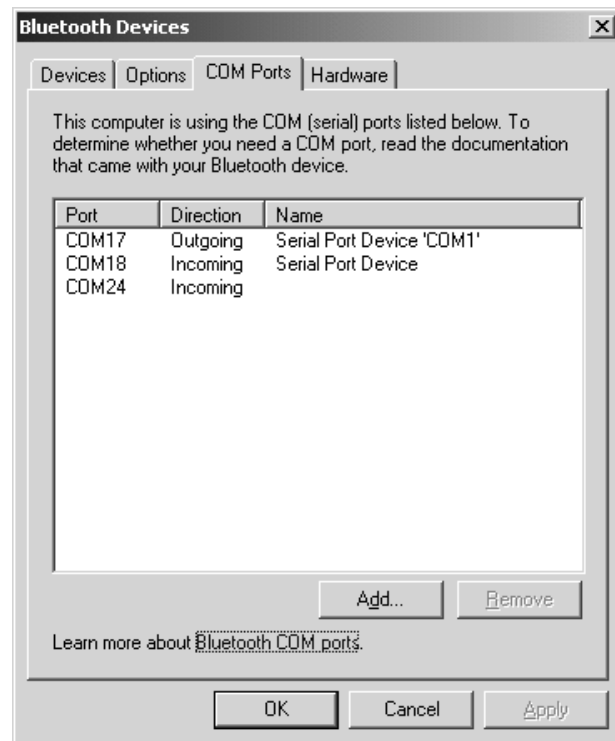 Bluetooth Devices
Devices Options COM Ports Hardware
This computer is using the COM (serial) ports listed below. To
determine whether you need a COM port, read the documentation
that came with your Bluetooth device.
Port Direction Name
COM17 Outgoing Serial Port Device 'COM1'
COM18 Incoming Serial Port Device
COM24 Incoming
Add... Remove
Learn more about Bluetooth COM ports.
OK Cancel Apply